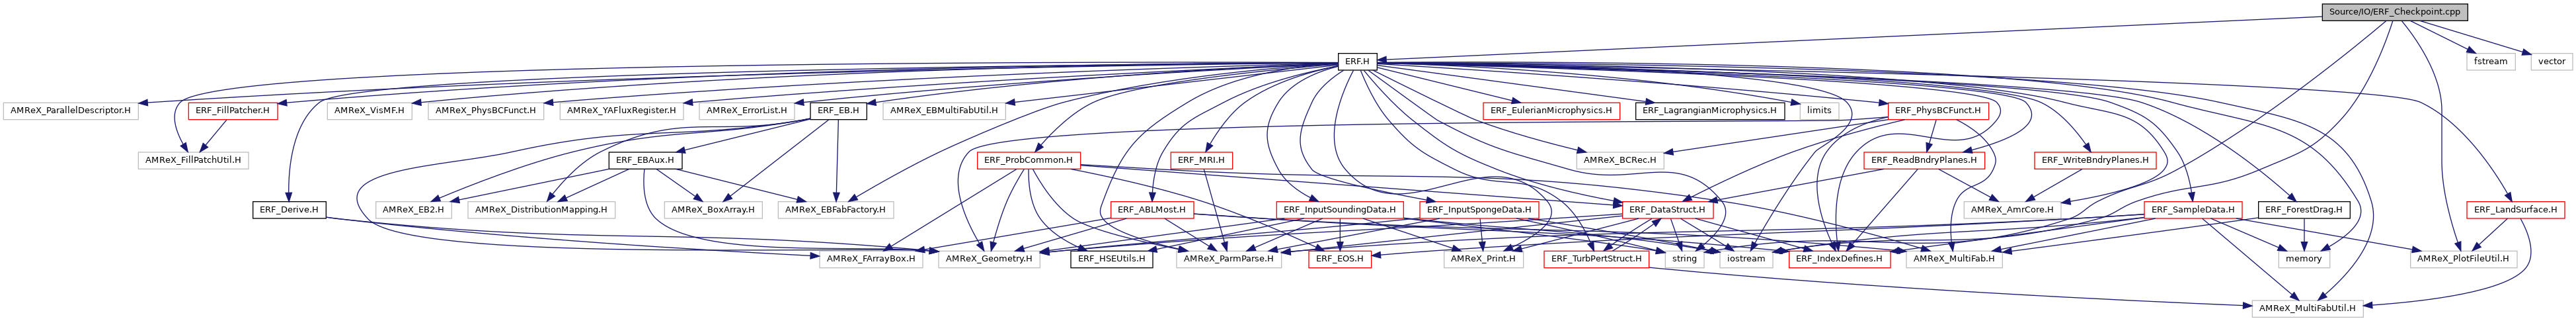 Source/IO/ERF_Checkpoint.cpp
ERF.H
fstream
vector
AMReX_ParallelDescriptor.H
ERF_FillPatcher.H
AMReX_VisMF.H
AMReX_PhysBCFunct.H
AMReX_YAFluxRegister.H
AMReX_ErrorList.H
ERF_EB.H
AMReX_EBMultiFabUtil.H
ERF_EulerianMicrophysics.H
ERF_LagrangianMicrophysics.H
limits
ERF_PhysBCFunct.H
AMReX_FillPatchUtil.H
ERF_EBAux.H
ERF_ProbCommon.H
ERF_MRI.H
AMReX_BCRec.H
ERF_ReadBndryPlanes.H
ERF_WriteBndryPlanes.H
ERF_Derive.H
AMReX_EB2.H
AMReX_DistributionMapping.H
AMReX_BoxArray.H
AMReX_EBFabFactory.H
ERF_ABLMost.H
ERF_InputSoundingData.H
ERF_InputSpongeData.H
ERF_DataStruct.H
AMReX_AmrCore.H
ERF_SampleData.H
ERF_ForestDrag.H
ERF_LandSurface.H
AMReX_FArrayBox.H
AMReX_Geometry.H
ERF_HSEUtils.H
AMReX_ParmParse.H
ERF_EOS.H
AMReX_Print.H
ERF_TurbPertStruct.H
string
iostream
ERF_IndexDefines.H
AMReX_MultiFab.H
memory
AMReX_PlotFileUtil.H
AMReX_MultiFabUtil.H